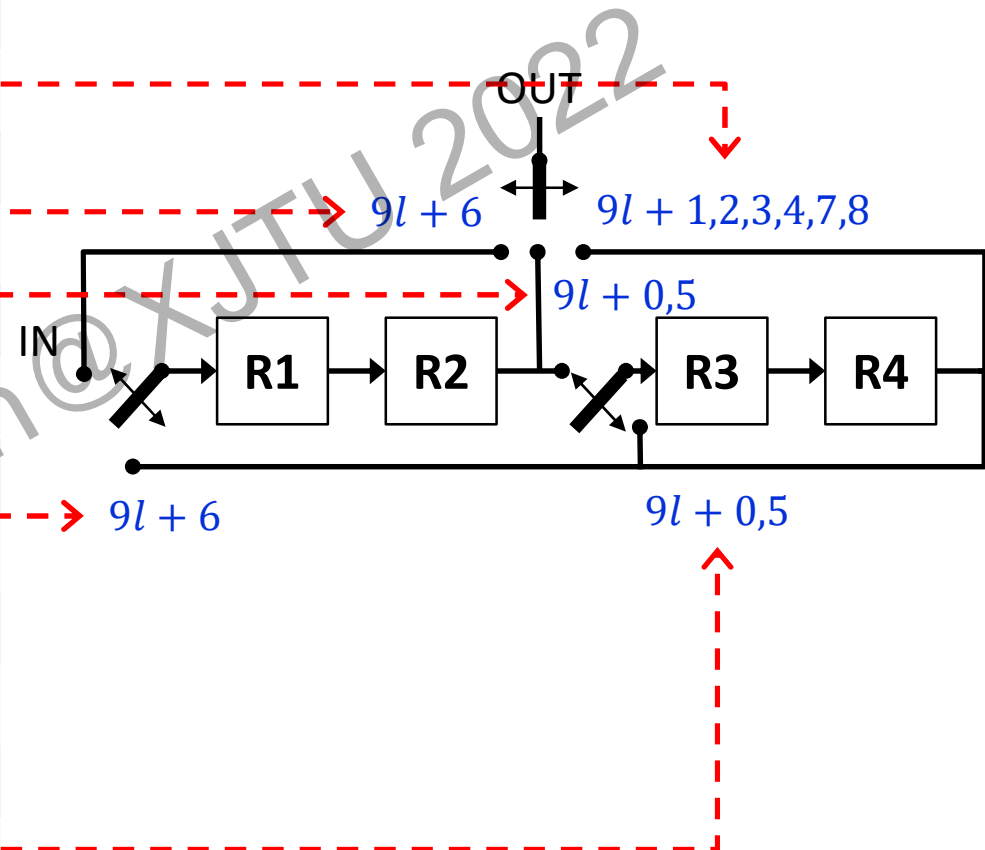 OUT
9l + 6
9l + 1,2,3,4,7,8
9l + 0,5
IN
R1
R2
R3
R4
9l + 6
9l + 0,5
@XJTU 2022